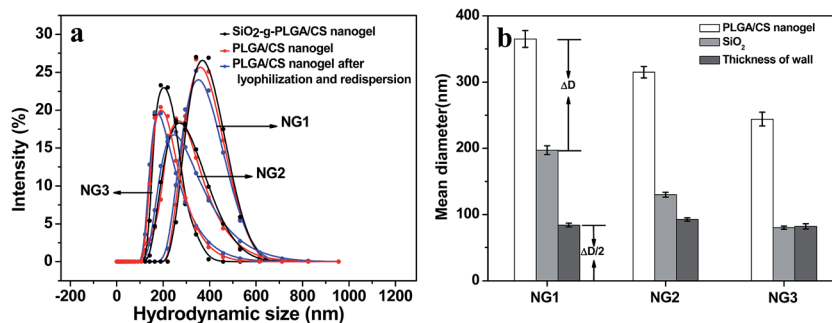 a
SiO2-g-PLGA/CS nanogel
PLGA/CS nanogel
PLGA/CS nanogel after
lyophilization and redispersion
NG1
NG2
NG3
Intensity (%)
30
25
20
15
10
5
0
-200 0 200 400 600 800 1000 1200
Hydrodynamic size (nm)
b
PLGA/CS nanogel
SiO₂
Thickness of wall
ΔD
ΔD/2
Mean diameter(nm)
400
300
200
100
0
NG1 NG2 NG3